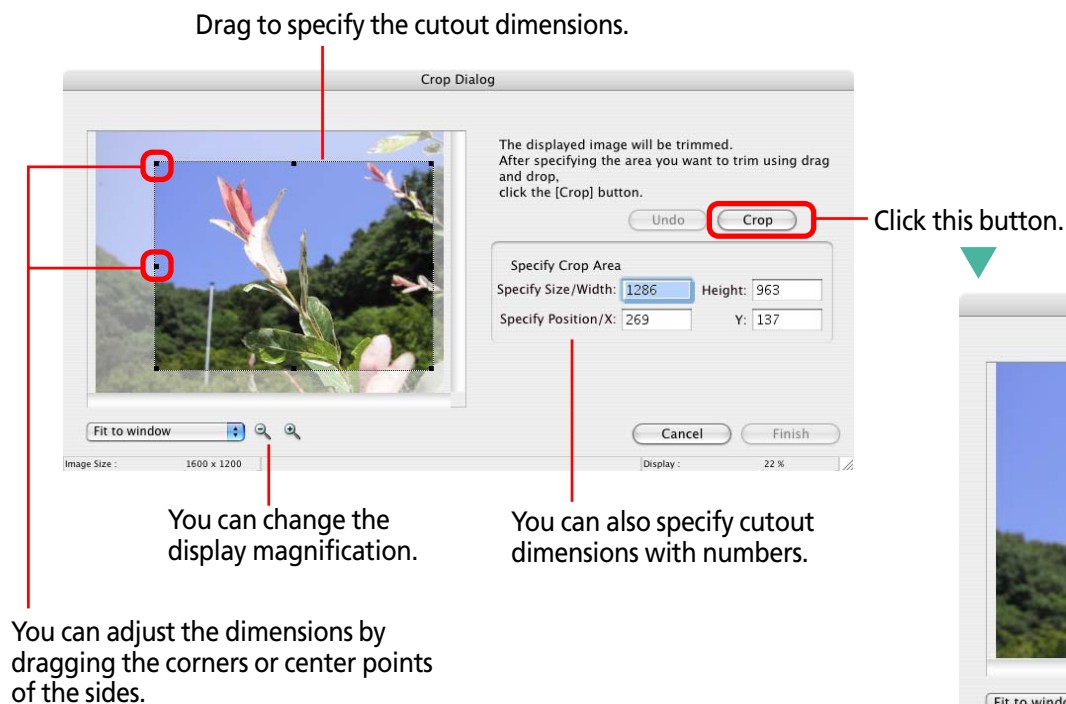 Drag to specify the cutout dimensions.
Crop Dialog
The displayed image will be trimmed.
After specifying the area you want to trim using drag
and drop,
click the [Crop] button.
Undo
Crop
Click this button.
Specify Crop Area
Specify Size/Width: 1286 Height: 963
Specify Position/X: 269 Y: 137
Fit to window
Cancel
Finish
Image Size : 1600 x 1200
Display : 22 %
You can change the
display magnification.
You can also specify cutout
dimensions with numbers.
You can adjust the dimensions by
dragging the corners or center points
of the sides.